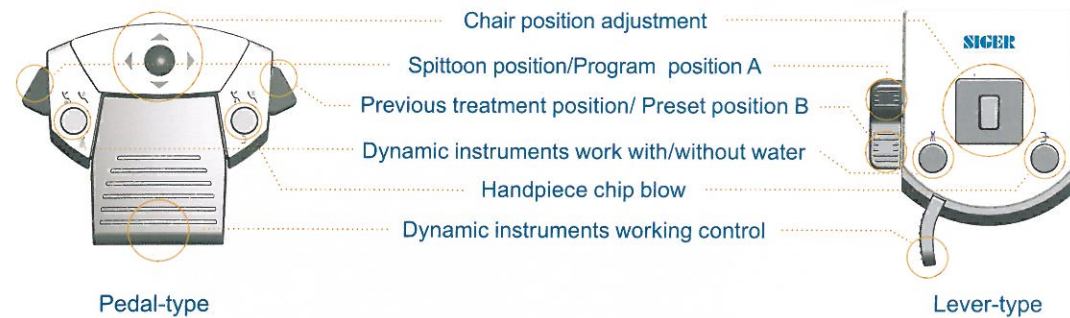 Chair position adjustment
SIGER
Spittoon position/Program position A
Previous treatment position/ Preset position B
Dynamic instruments work with/without water
Handpiece chip blow
Dynamic instruments working control
Pedal-type
Lever-type